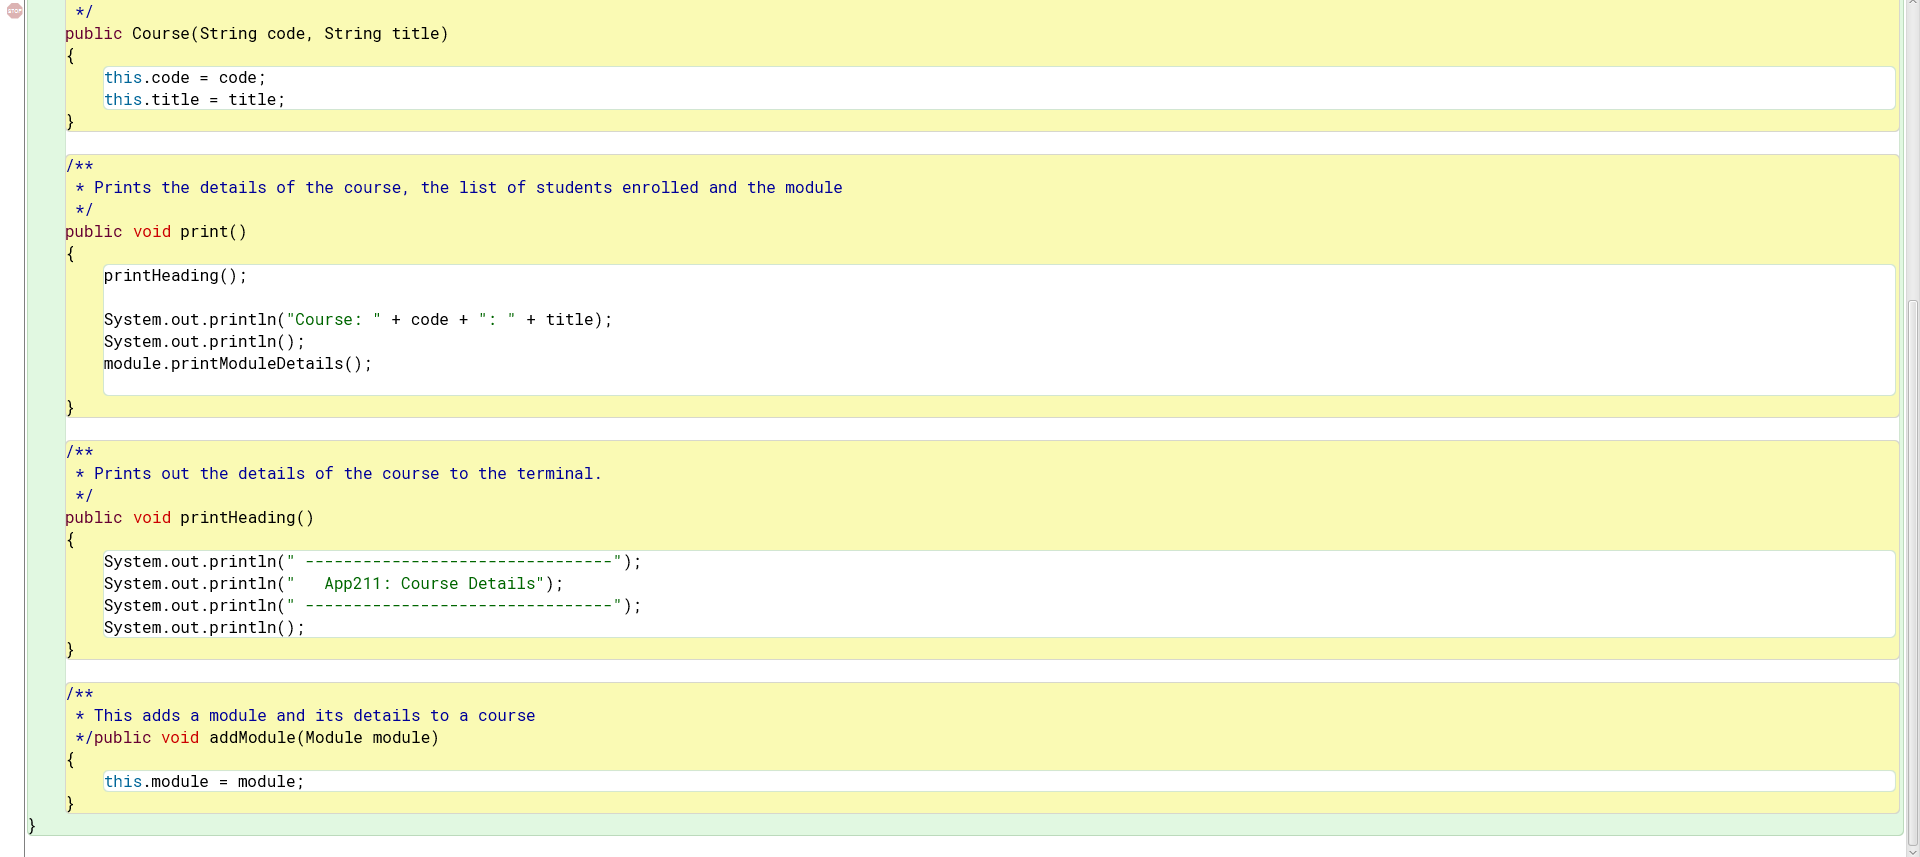 */
public Course(String code, String title)
{
this.code = code;
this.title = title;
}
/**
* Prints the details of the course, the list of students enrolled and the module
*/
public void print()
{
printHeading();
System.out.println("Course: " + code + ": " + title);
System.out.println();
module.printModuleDetails();
}
/**
* Prints out the details of the course to the terminal.
*/
public void printHeading()
{
System.out.println(" --------------------------------");
System.out.println("   App211: Course Details");
System.out.println(" --------------------------------");
System.out.println();
}
/**
* This adds a module and its details to a course
*/public void addModule(Module module)
{
this.module = module;
}
}